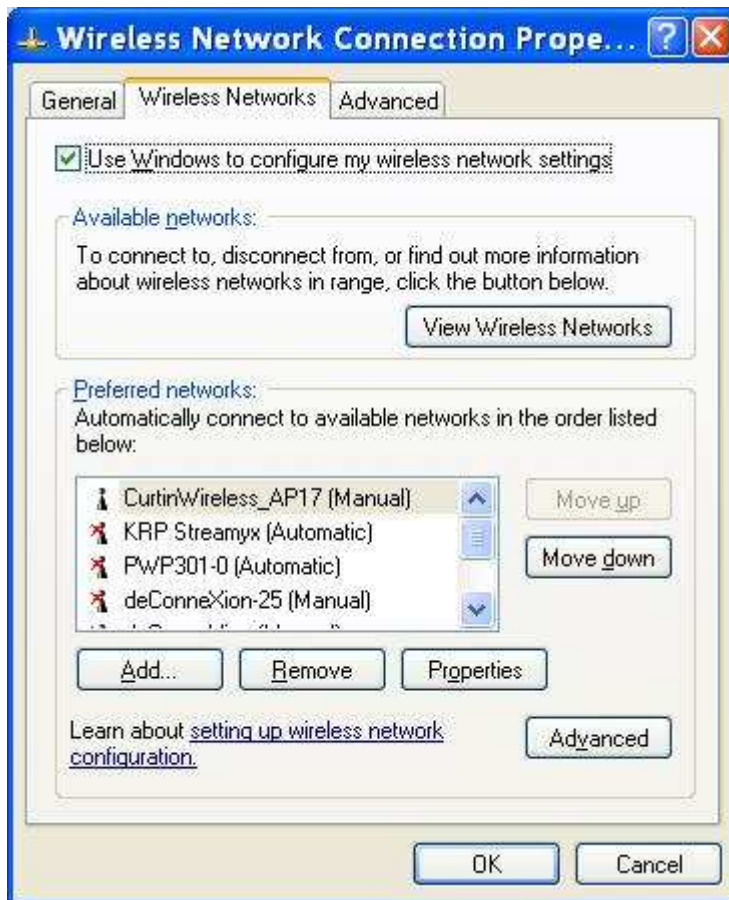 Wireless Network Connection Prope... ?
General Wireless Networks Advanced
Use Windows to configure my wireless network settings
Available networks:
To connect to, disconnect from, or find out more information
about wireless networks in range, click the button below.
View Wireless Networks
Preferred networks:
Automatically connect to available networks in the order listed
below:
CurtinWireless_AP17 (Manual)
KRP Streamyx (Automatic)
PWP301-0 (Automatic)
deConneXion-25 (Manual)
Move up
Move down
Add... Remove Properties
Learn about setting up wireless network
configuration.
Advanced
OK Cancel